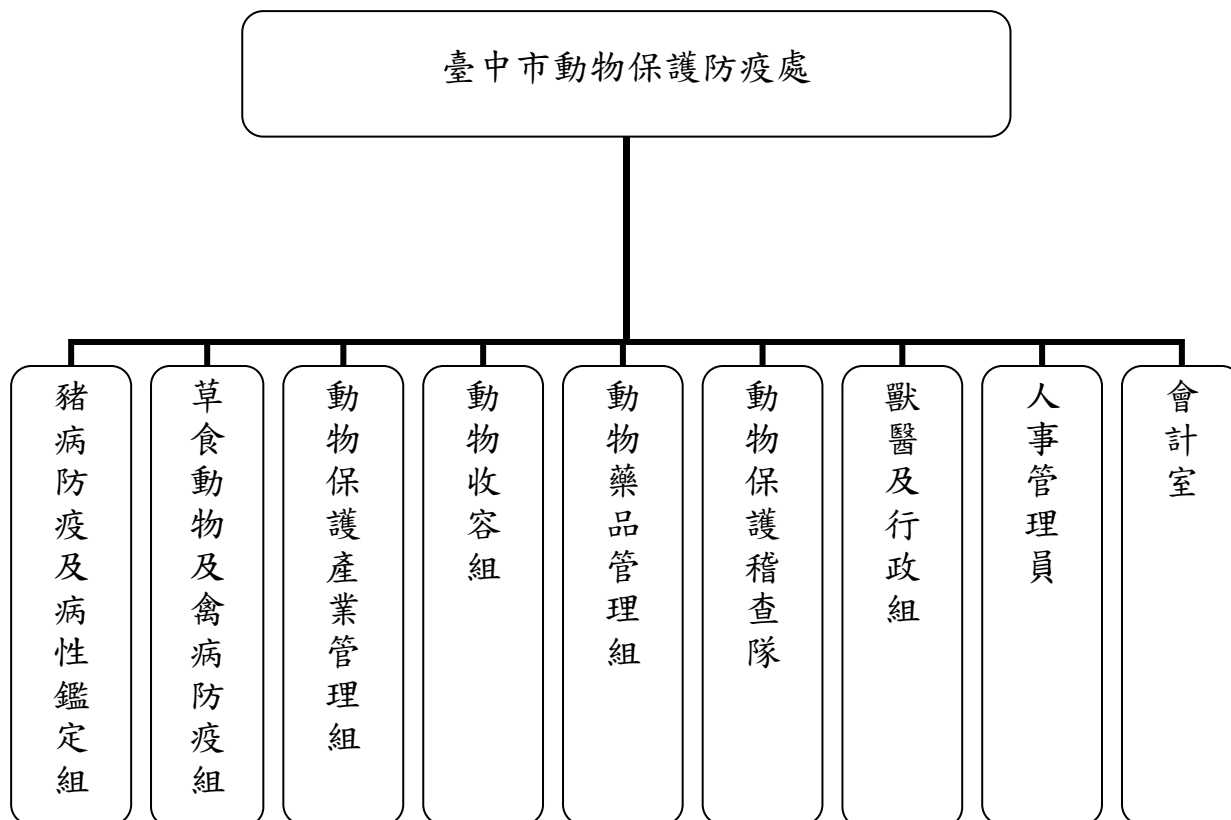 臺中市動物保護防疫處
豬病防疫及病性鑑定組
草食動物及禽病防疫組
動物保護產業管理組
動物收容組
動物藥品管理組
動物保護稽查隊
獸醫及行政組
人事管理員
會計室